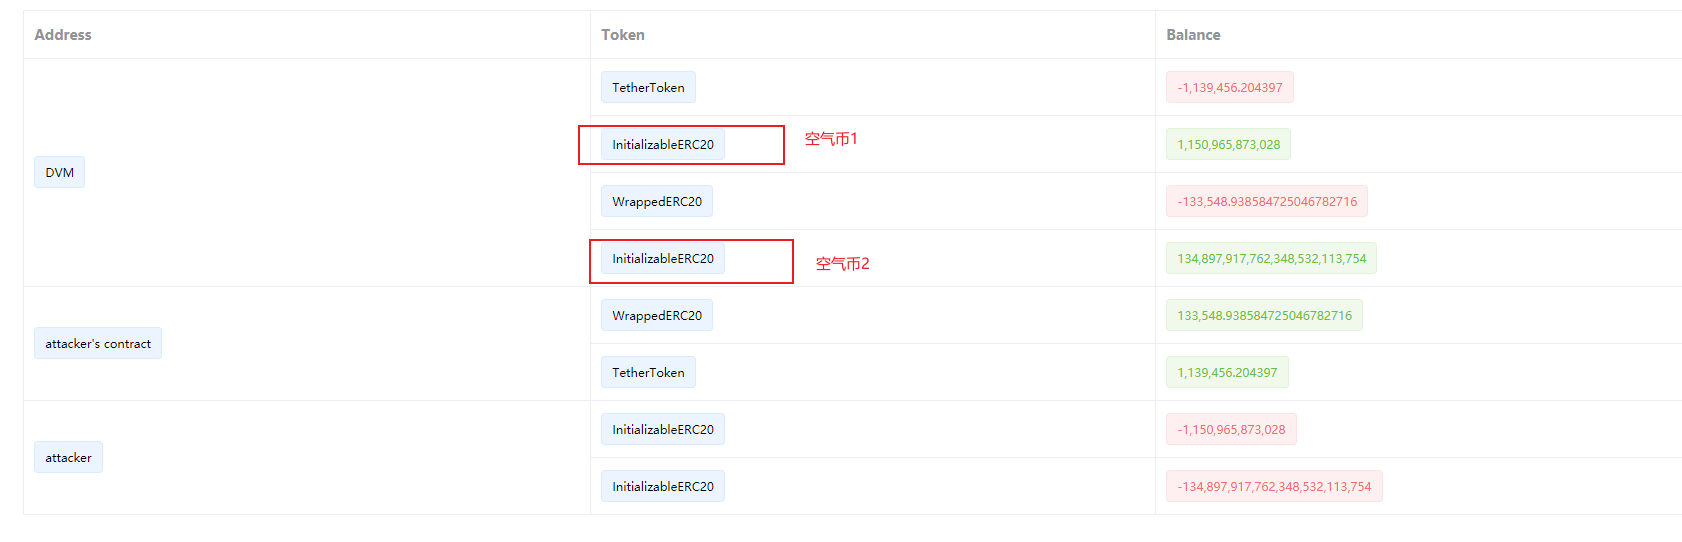 Address Token Balance
TetherToken -1,139,456.204397
InitializableERC20 空气币1 1,150,965,873,028
DVM
WrappedERC20 -133,548.938584725046782716
InitializableERC20 空气币2 134,897,917,762,348,532,113,754
WrappedERC20 133,548.938584725046782716
attacker's contract
TetherToken 1,139,456.204397
InitializableERC20 -1,150,965,873,028
attacker
InitializableERC20 -134,897,917,762,348,532,113,754